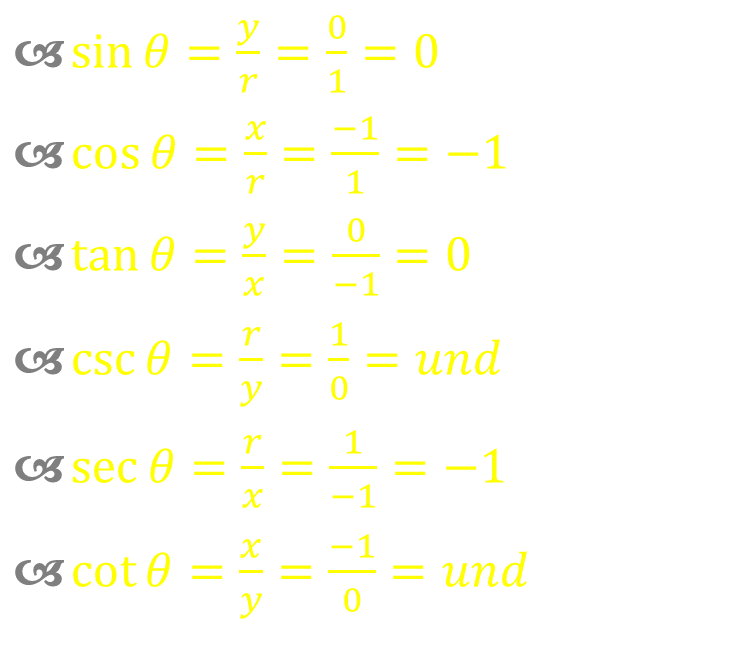 sin θ = y/r = 0/1 = 0
cos θ = x/r = −1/1 = −1
tan θ = y/x = 0/−1 = 0
csc θ = r/y = 1/0 = und
sec θ = r/x = 1/−1 = −1
cot θ = x/y = −1/0 = und